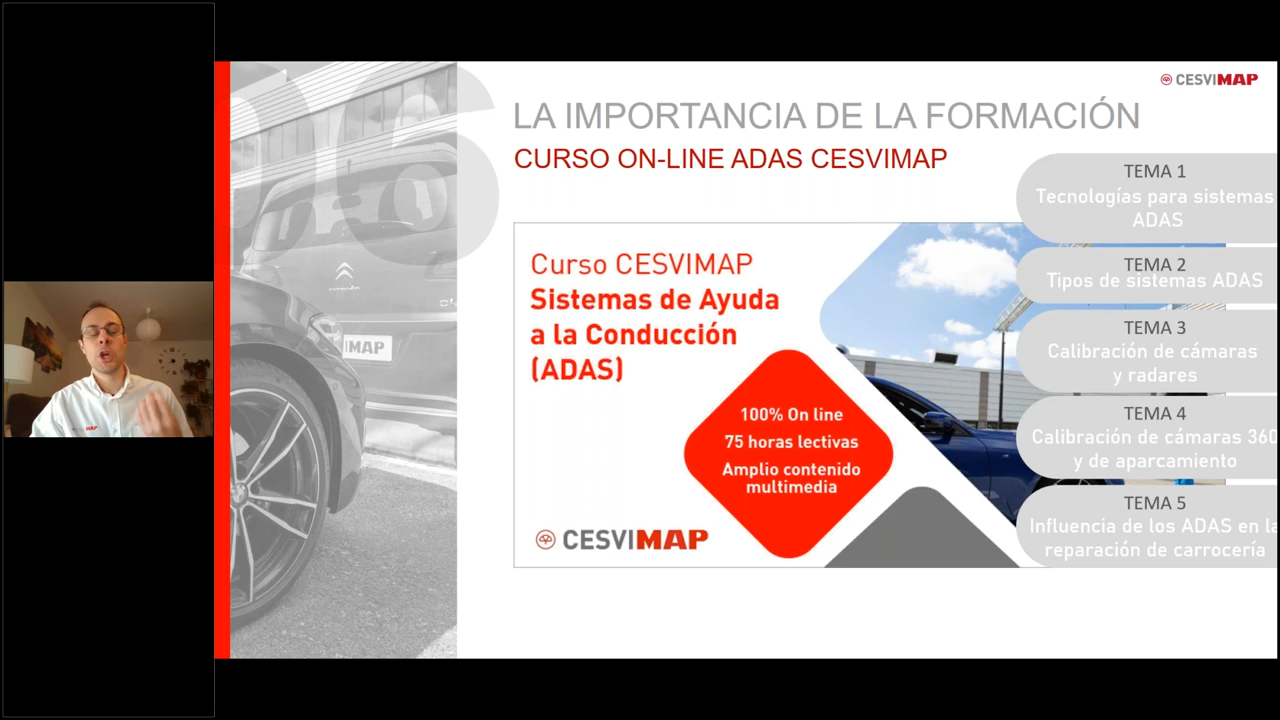 CESVIMAP
LA IMPORTANCIA DE LA FORMACIÓN
CURSO ON-LINE ADAS CESVIMAP
Curso CESVIMAP
Sistemas de Ayuda
a la Conducción
(ADAS)
100% On line
75 horas lectivas
Amplio contenido
multimedia
CESVIMAP
TEMA 1
Tecnologías para sistemas
ADAS
TEMA 2
Tipos de sistemas ADAS
TEMA 3
Calibración de cámaras
y radares
TEMA 4
Calibración de cámaras 360
y de aparcamiento
TEMA 5
Influencia de los ADAS en la
reparación de carrocería
CITROËN
MAP
MAP